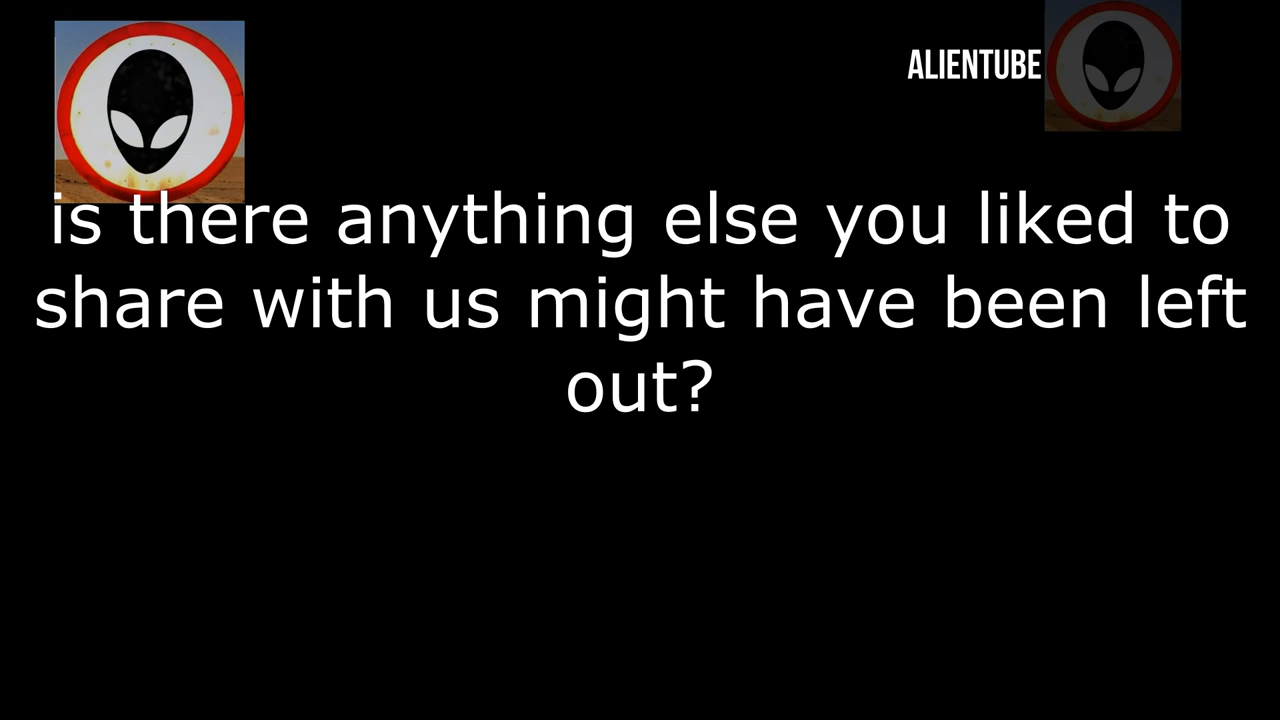 ALIENTUBE
is there anything else you liked to
share with us might have been left
out?